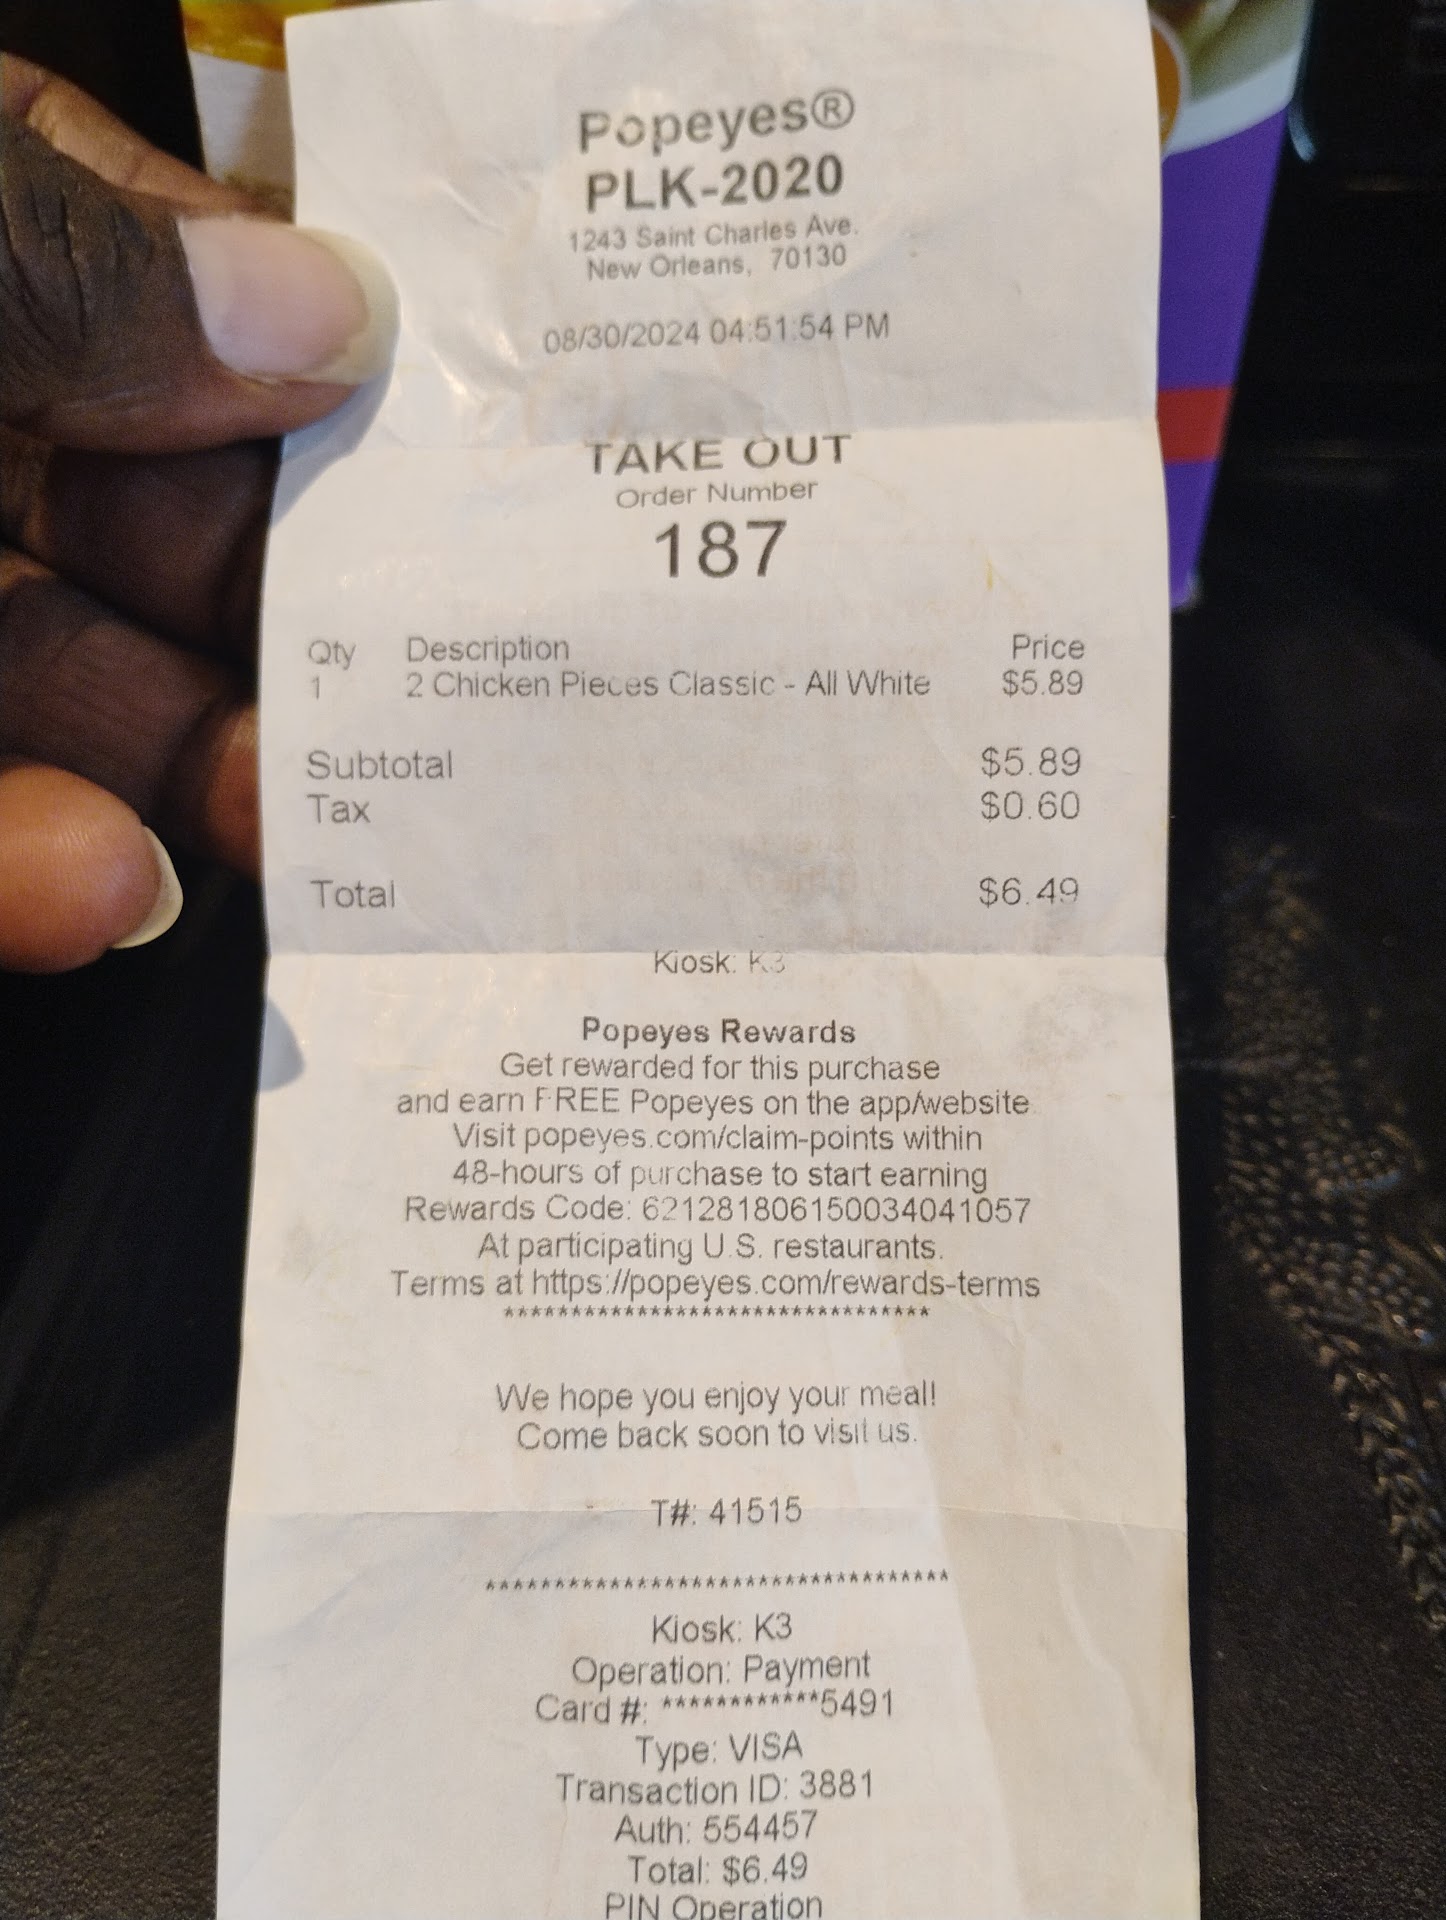 Popeyes®
PLK-2020
1243 Saint Charles Ave.
New Orleans, 70130
08/30/2024 04:51:54 PM
TAKE OUT
Order Number
187
Qty Description Price
1 2 Chicken Pieces Classic - All White $5.89
Subtotal $5.89
Tax $0.60
Total $6.49
Kiosk: K3
Popeyes Rewards
Get rewarded for this purchase
and earn FREE Popeyes on the app/website.
Visit popeyes.com/claim-points within
48-hours of purchase to start earning
Rewards Code: 621281806150034041057
At participating U.S. restaurants.
Terms at https://popeyes.com/rewards-terms
*********************************
We hope you enjoy your meal!
Come back soon to visit us.
T#: 41515
***********************************
Kiosk: K3
Operation: Payment
Card #: ************5491
Type: VISA
Transaction ID: 3881
Auth: 554457
Total: $6.49
PIN Operation